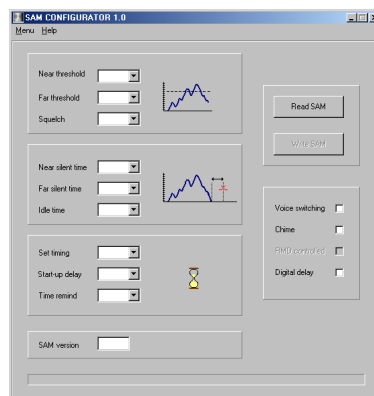 SAM CONFIGURATOR 1.0
Menu Help
Near threshold
Far threshold
Squelch
Near silent time
Far silent time
Idle time
Set timing
Start-up delay
Time remind
SAM version
Read SAM
Write SAM
Voice switching
Chime
RMD controlled
Digital delay